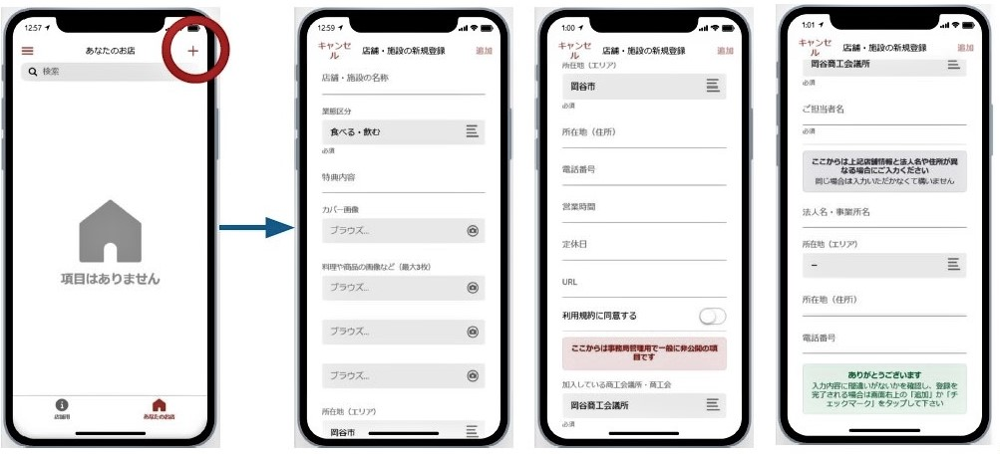 12:57
あなたのお店
+
検索
項目はありません
店舗用
あなたのお店
12:59
キャンセ
ル
店舗・施設の新規登録
追加
店舗・施設の名称
業態区分
食べる・飲む
必須
特典内容
カバー画像
ブラウズ...
料理や商品の画像など（最大3枚）
ブラウズ...
ブラウズ...
ブラウズ...
所在地（エリア）
岡谷市
1:00
キャンセ
ル
店舗・施設の新規登録
追加
所在地（エリア）
岡谷市
必須
所在地（住所）
電話番号
営業時間
定休日
URL
利用規約に同意する
ここからは事務局管理用で一般に非公開の項
目です
加入している商工会議所・商工会
岡谷商工会議所
必須
1:01
キャンセ
ル
店舗・施設の新規登録
追加
岡谷商工会議所
必須
ご担当者名
必須
ここからは上記店舗情報と法人名や住所が異
なる場合にご入力ください
同じ場合は入力いただかなくて構いません
法人名・事業所名
所在地（エリア）
–
所在地（住所）
電話番号
ありがとうございます
入力内容に間違いがないかを確認し、登録を
完了される場合は画面右上の「追加」か「チ
ェックマーク」をタップして下さい